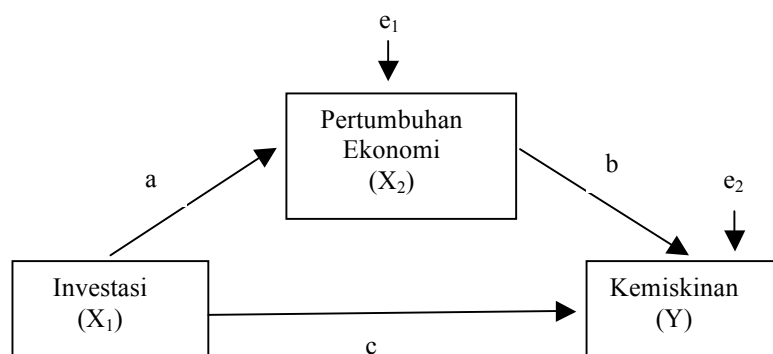 e₁
Pertumbuhan
Ekonomi
(X₂)
a
b
e₂
Investasi
(X₁)
Kemiskinan
(Y)
c